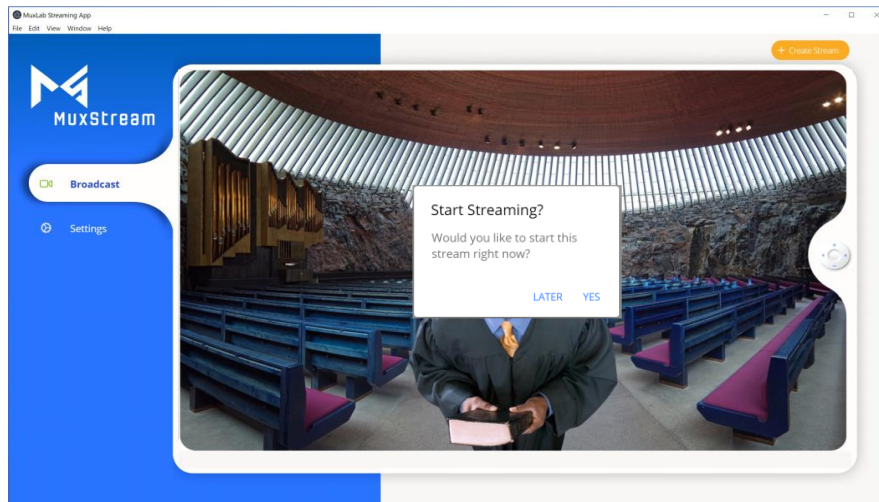 MuxLab Streaming App
File Edit View Window Help
+ Create Stream
MuxStream
Broadcast
Settings
Start Streaming?
Would you like to start this
stream right now?
LATER YES